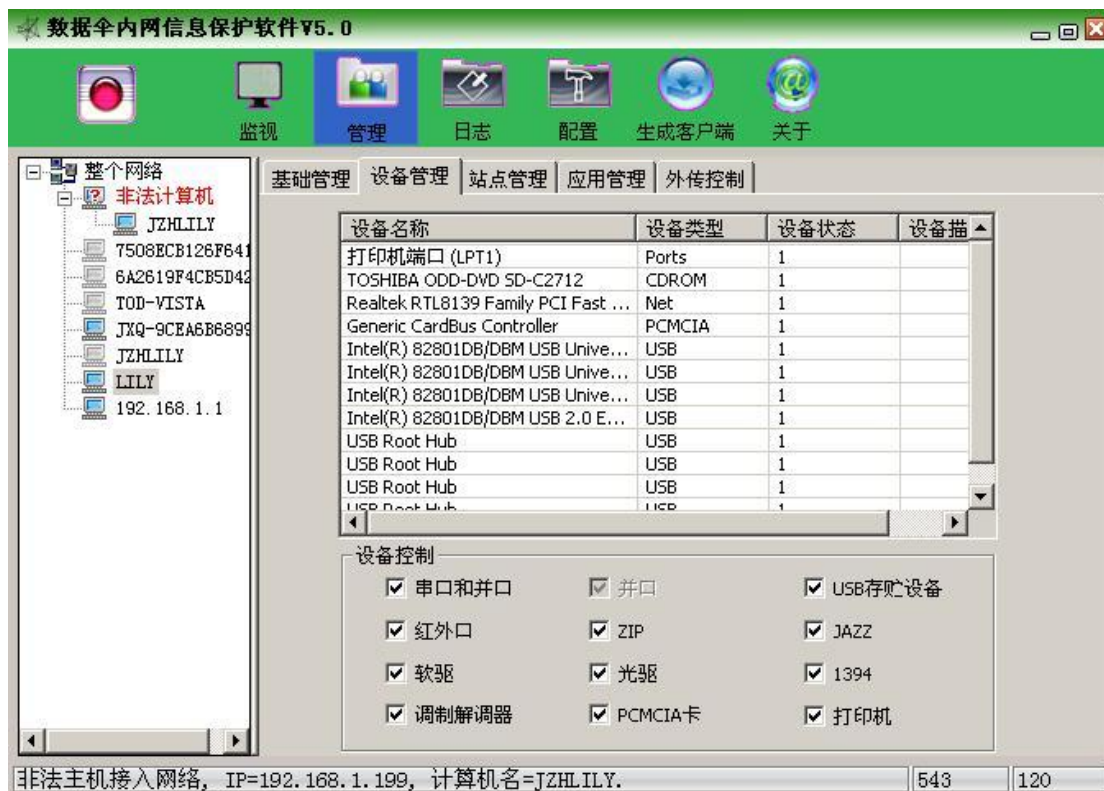 数据伞内网信息保护软件V5.0
监视 管理 日志 配置 生成客户端 关于
整个网络
非法计算机
JZHLILY
7508ECB126F641
6A2619F4CB5D42
TOD-VISTA
JXQ-9CEA6B6899
JZHLILY
LILY
192.168.1.1
基础管理 设备管理 站点管理 应用管理 外传控制
设备名称 设备类型 设备状态 设备描
打印机端口 (LPT1) Ports 1
TOSHIBA ODD-DVD SD-C2712 CDROM 1
Realtek RTL8139 Family PCI Fast ... Net 1
Generic CardBus Controller PCMCIA 1
Intel(R) 82801DB/DBM USB Unive... USB 1
Intel(R) 82801DB/DBM USB Unive... USB 1
Intel(R) 82801DB/DBM USB Unive... USB 1
Intel(R) 82801DB/DBM USB 2.0 E... USB 1
USB Root Hub USB 1
USB Root Hub USB 1
USB Root Hub USB 1
USB Root Hub USB 1
设备控制
串口和并口 并口 USB存贮设备
红外口 ZIP JAZZ
软驱 光驱 1394
调制解调器 PCMCIA卡 打印机
非法主机接入网络, IP=192.168.1.199, 计算机名=JZHLILY. 543 120